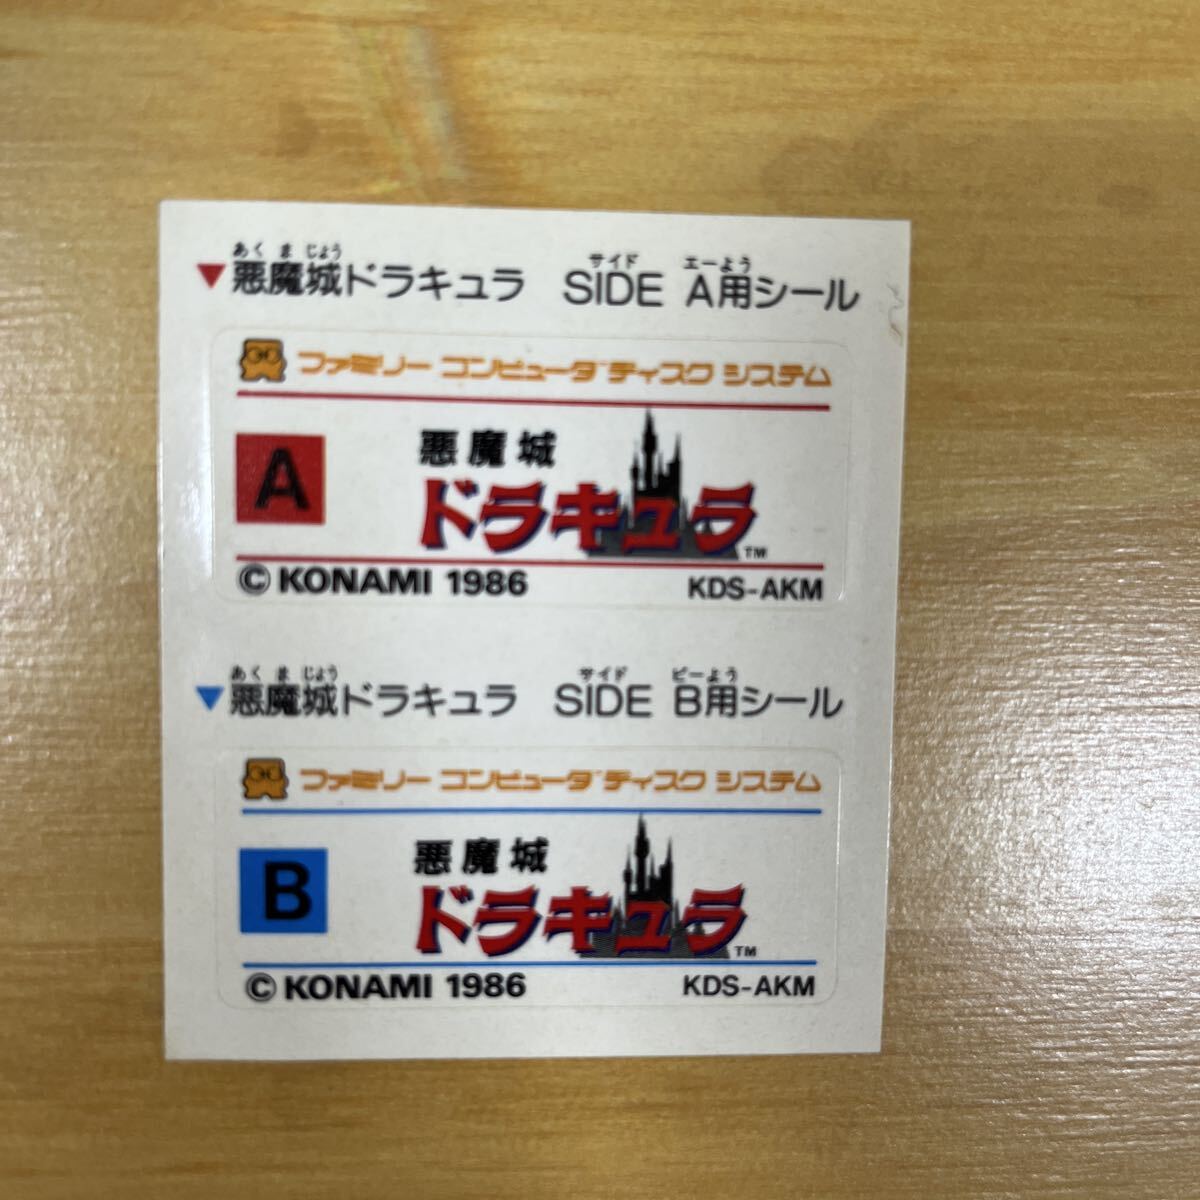 あくまじょう サイド エーよう
▼悪魔城ドラキュラ SIDE A用シール
ファミリー コンピュータ ディスク システム
A
悪魔城
ドラキュラ
TM
© KONAMI 1986 KDS-AKM
あくまじょう サイド ビーよう
▼悪魔城ドラキュラ SIDE B用シール
ファミリー コンピュータ ディスク システム
B
悪魔城
ドラキュラ
TM
© KONAMI 1986 KDS-AKM